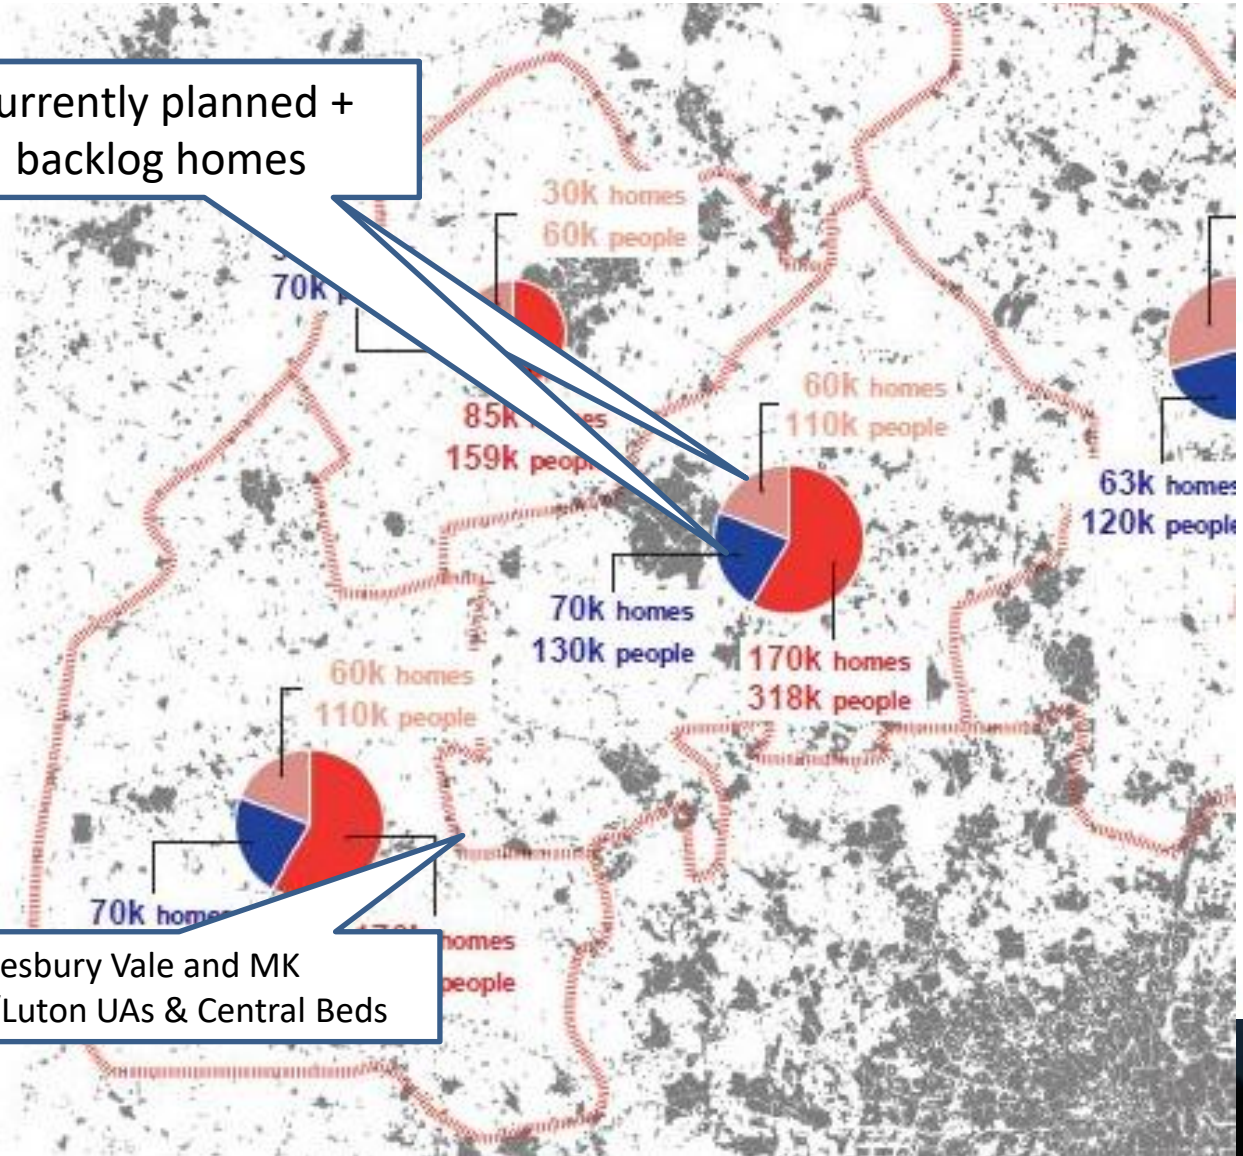 urrently planned +
backlog homes
30k homes
60k people
70k
85k
159k people
60k homes
110k people
63k homes
120k people
70k homes
130k people
170k homes
318k people
60k homes
110k people
70k homes
homes
people
esbury Vale and MK
Luton UAs & Central Beds